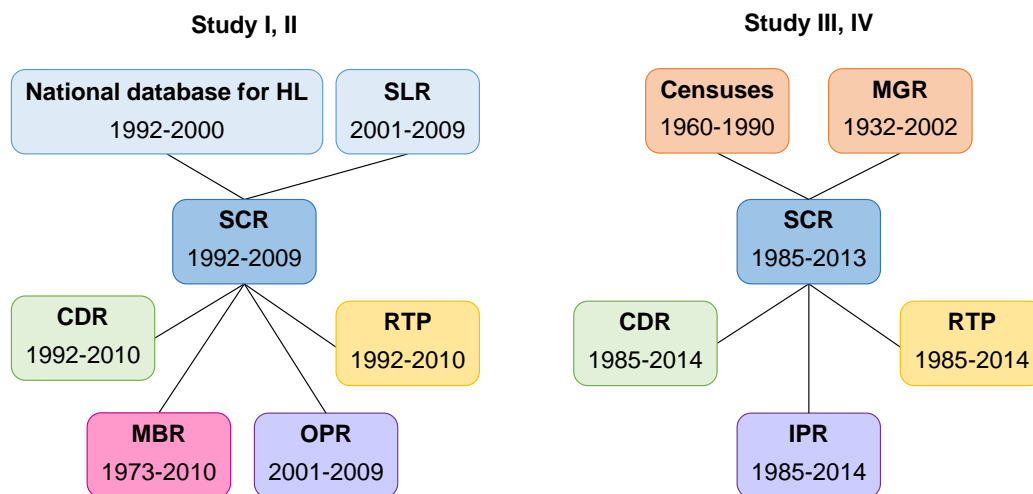 Study I, II
National database for HL
1992-2000
SLR
2001-2009
SCR
1992-2009
CDR
1992-2010
RTP
1992-2010
MBR
1973-2010
OPR
2001-2009
Study III, IV
Censuses
1960-1990
MGR
1932-2002
SCR
1985-2013
CDR
1985-2014
RTP
1985-2014
IPR
1985-2014